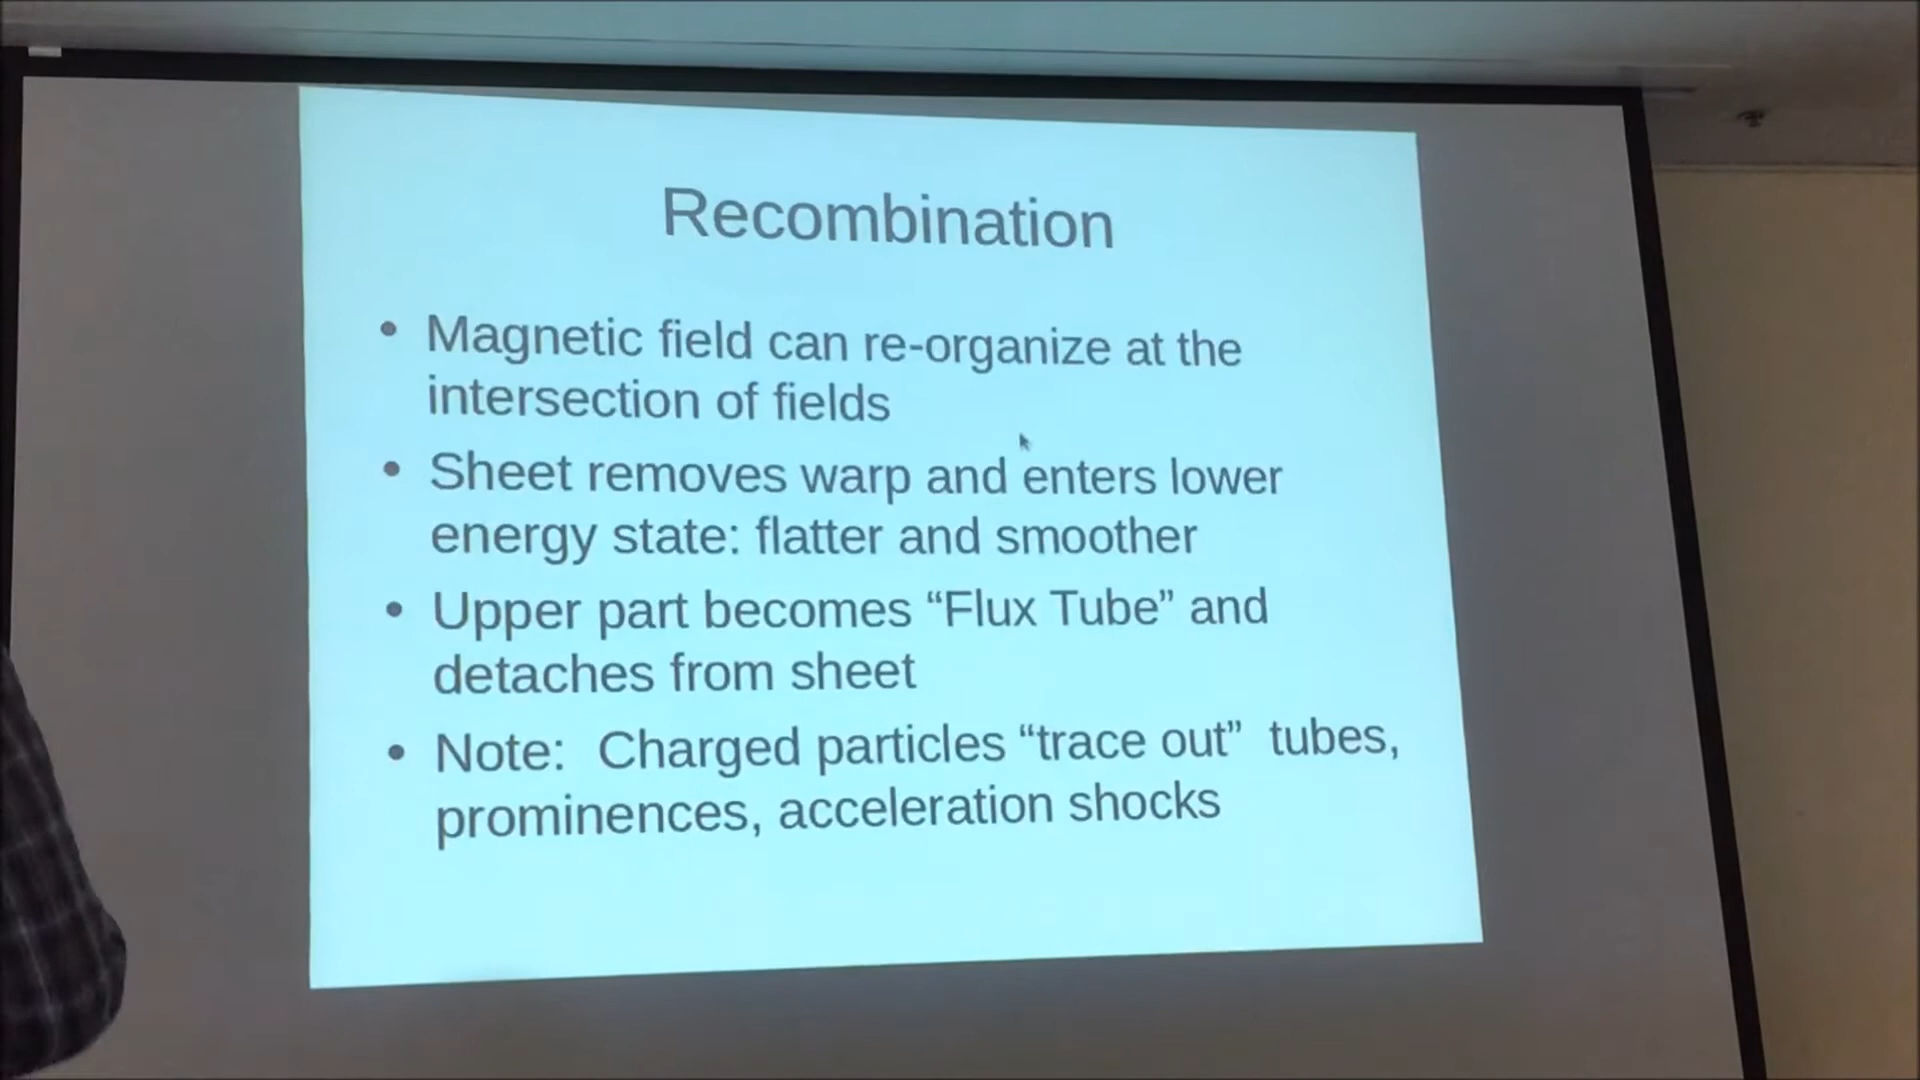 Recombination
• Magnetic field can re-organize at the
intersection of fields
• Sheet removes warp and enters lower
energy state: flatter and smoother
• Upper part becomes “Flux Tube” and
detaches from sheet
• Note:  Charged particles “trace out”  tubes,
prominences, acceleration shocks